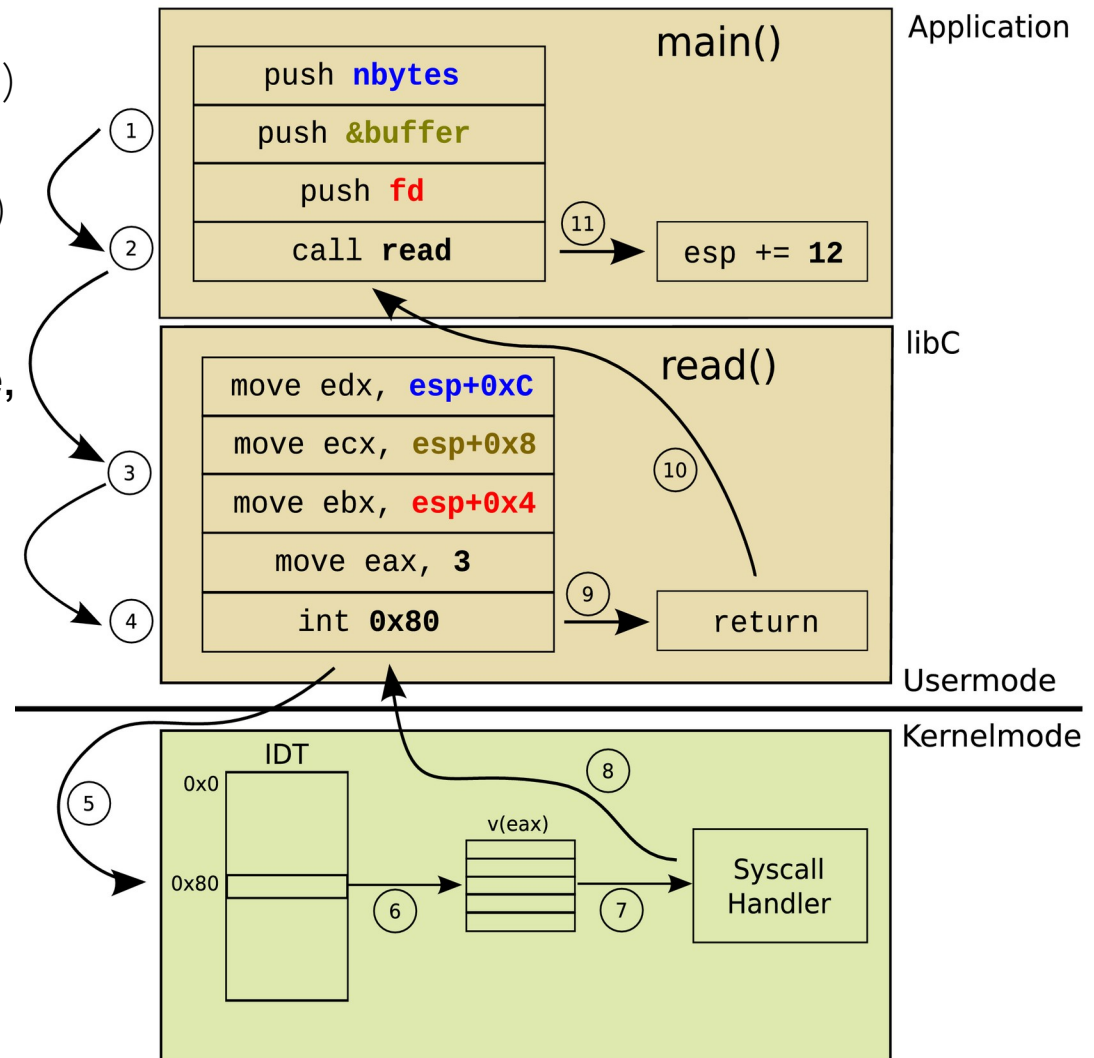 Application
main()
)
push nbytes
1
push &buffer
push fd
)
2
call read
11
esp += 12
libC
read()
e,
move edx, esp+0xC
move ecx, esp+0x8
3
10
move ebx, esp+0x4
move eax, 3
4
int 0x80
9
return
Usermode
Kernelmode
IDT
0x0
8
5
v(eax)
0x80
6
7
Syscall
Handler